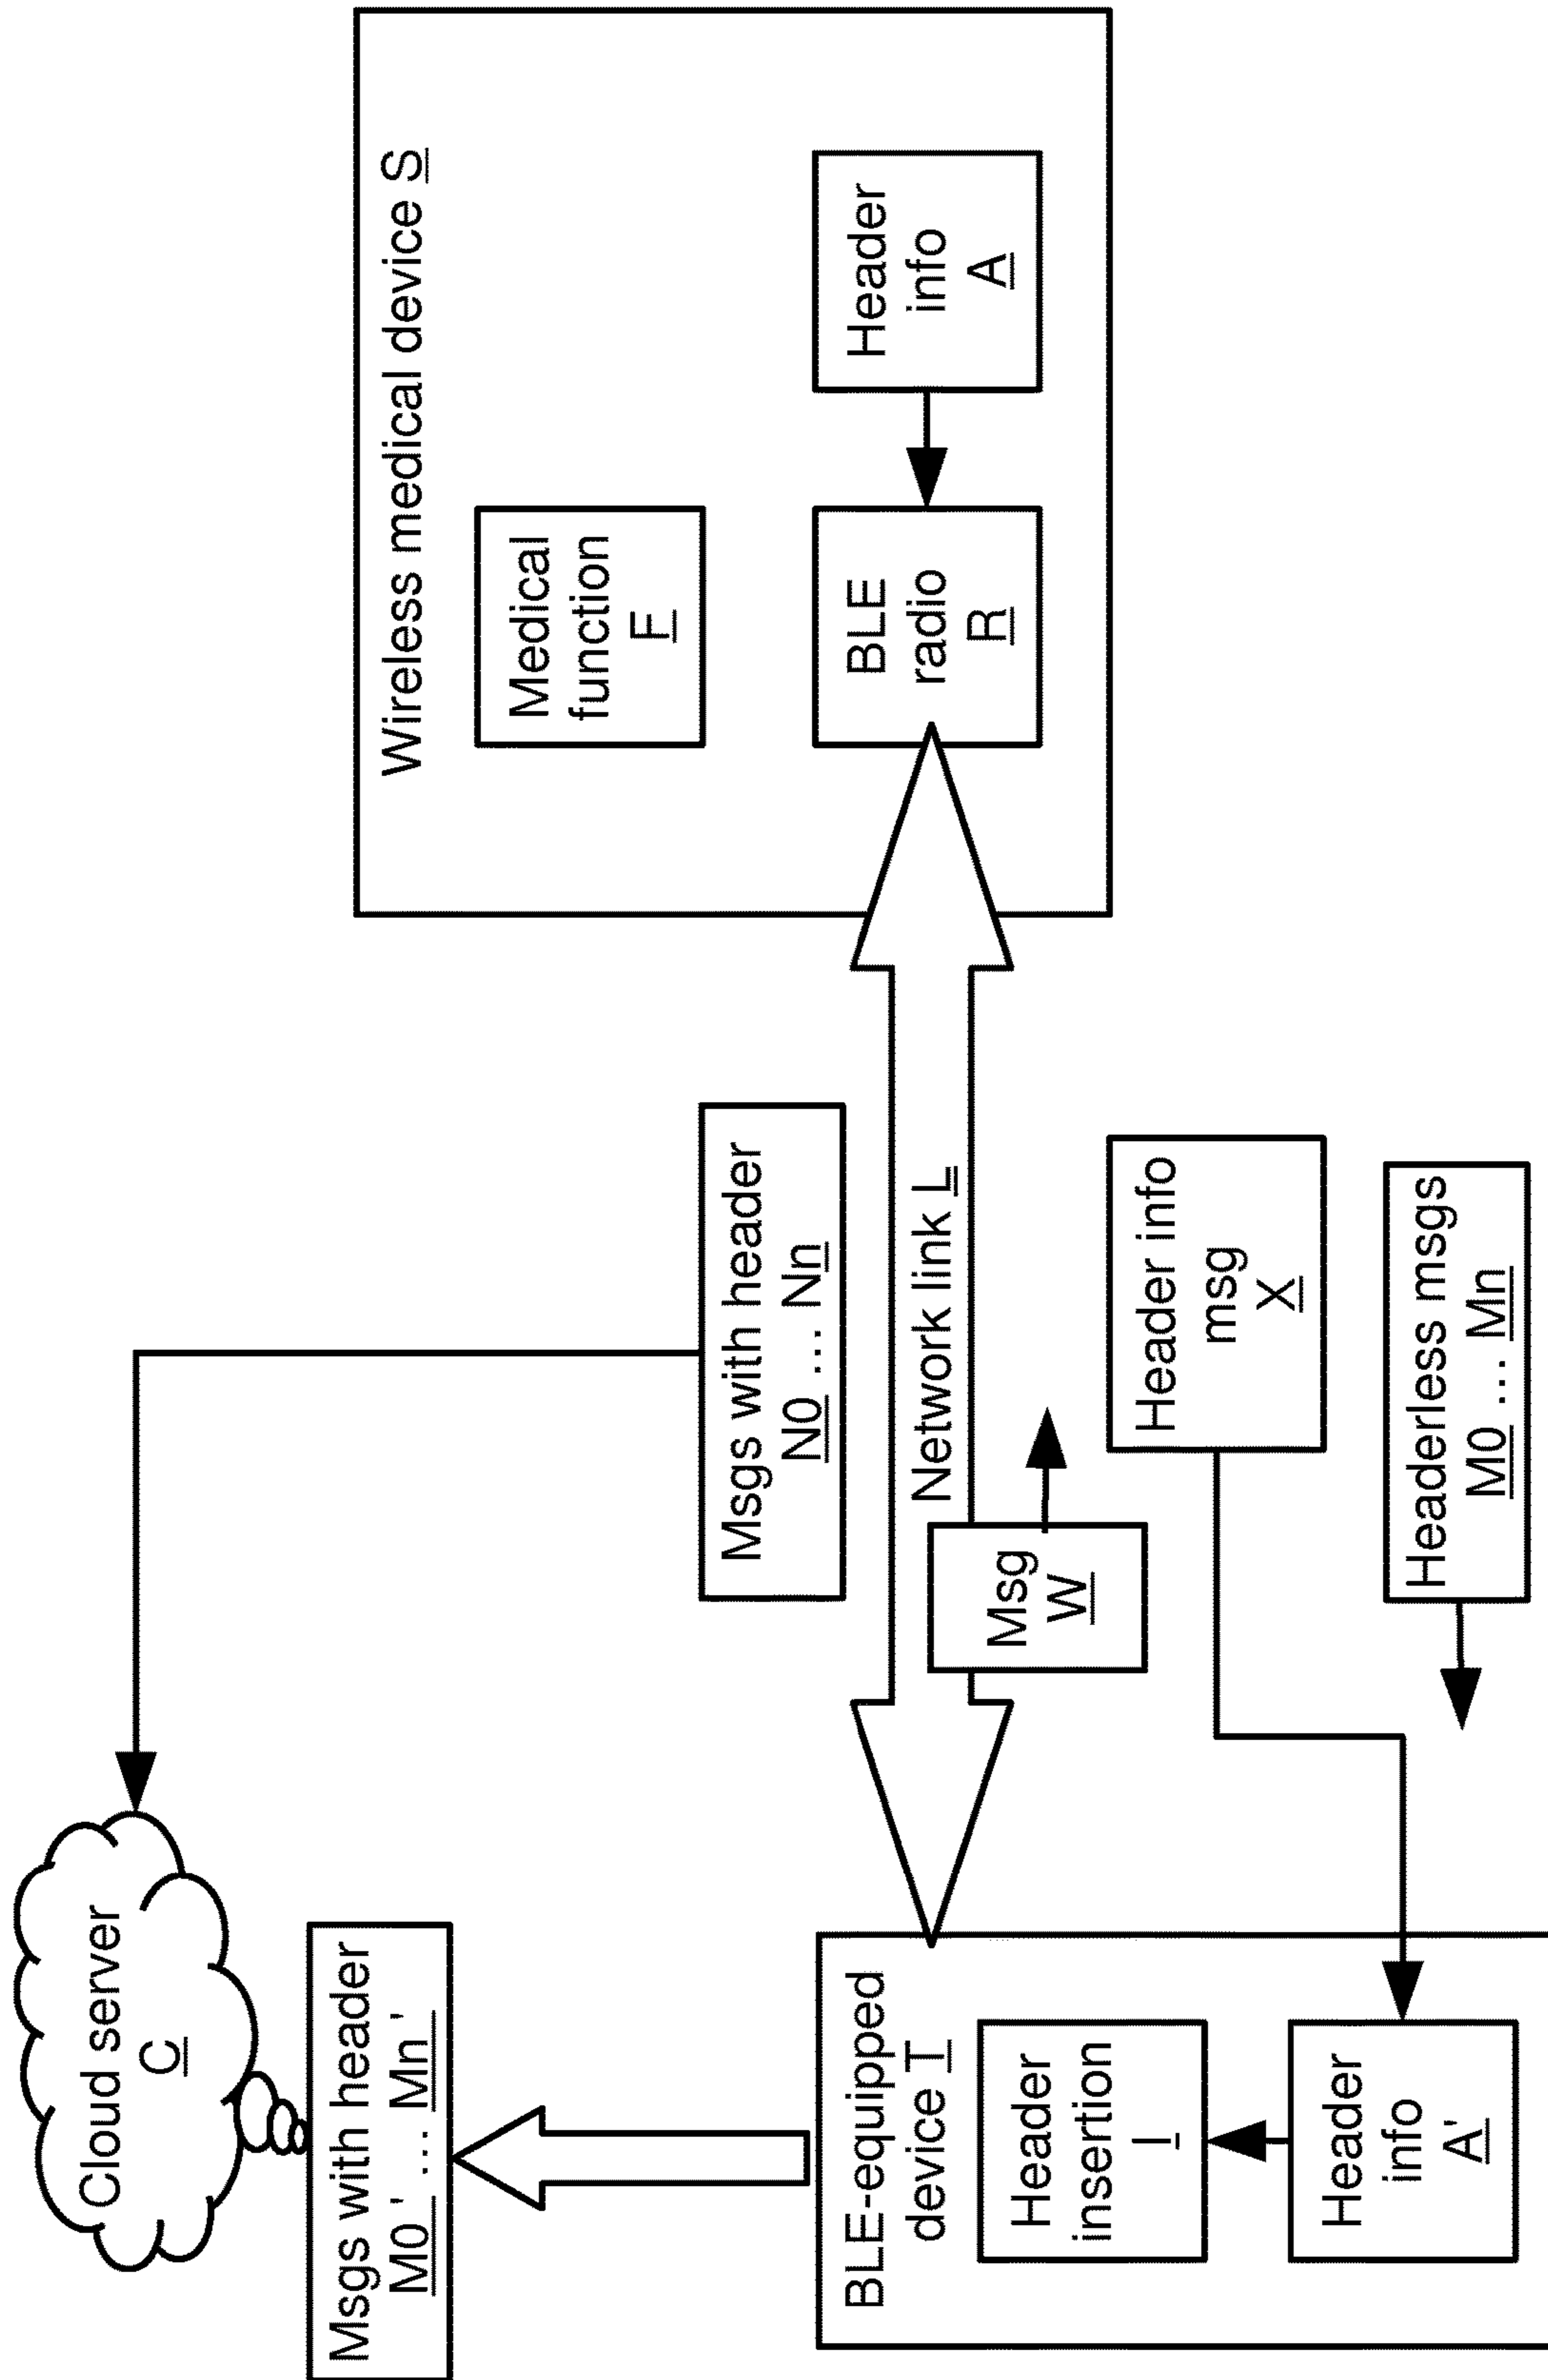 Cloud server
C
Msgs with header
M0 ' ... Mn '
BLE-equipped
device T
Header
insertion
I
Header
info
A'
Msgs with header
N0 ... Nn
Network link L
Msg
W
Header info
msg
X
Headerless msgs
M0 ... Mn
Wireless medical device S
Medical
function
F
BLE
radio
R
Header
info
A